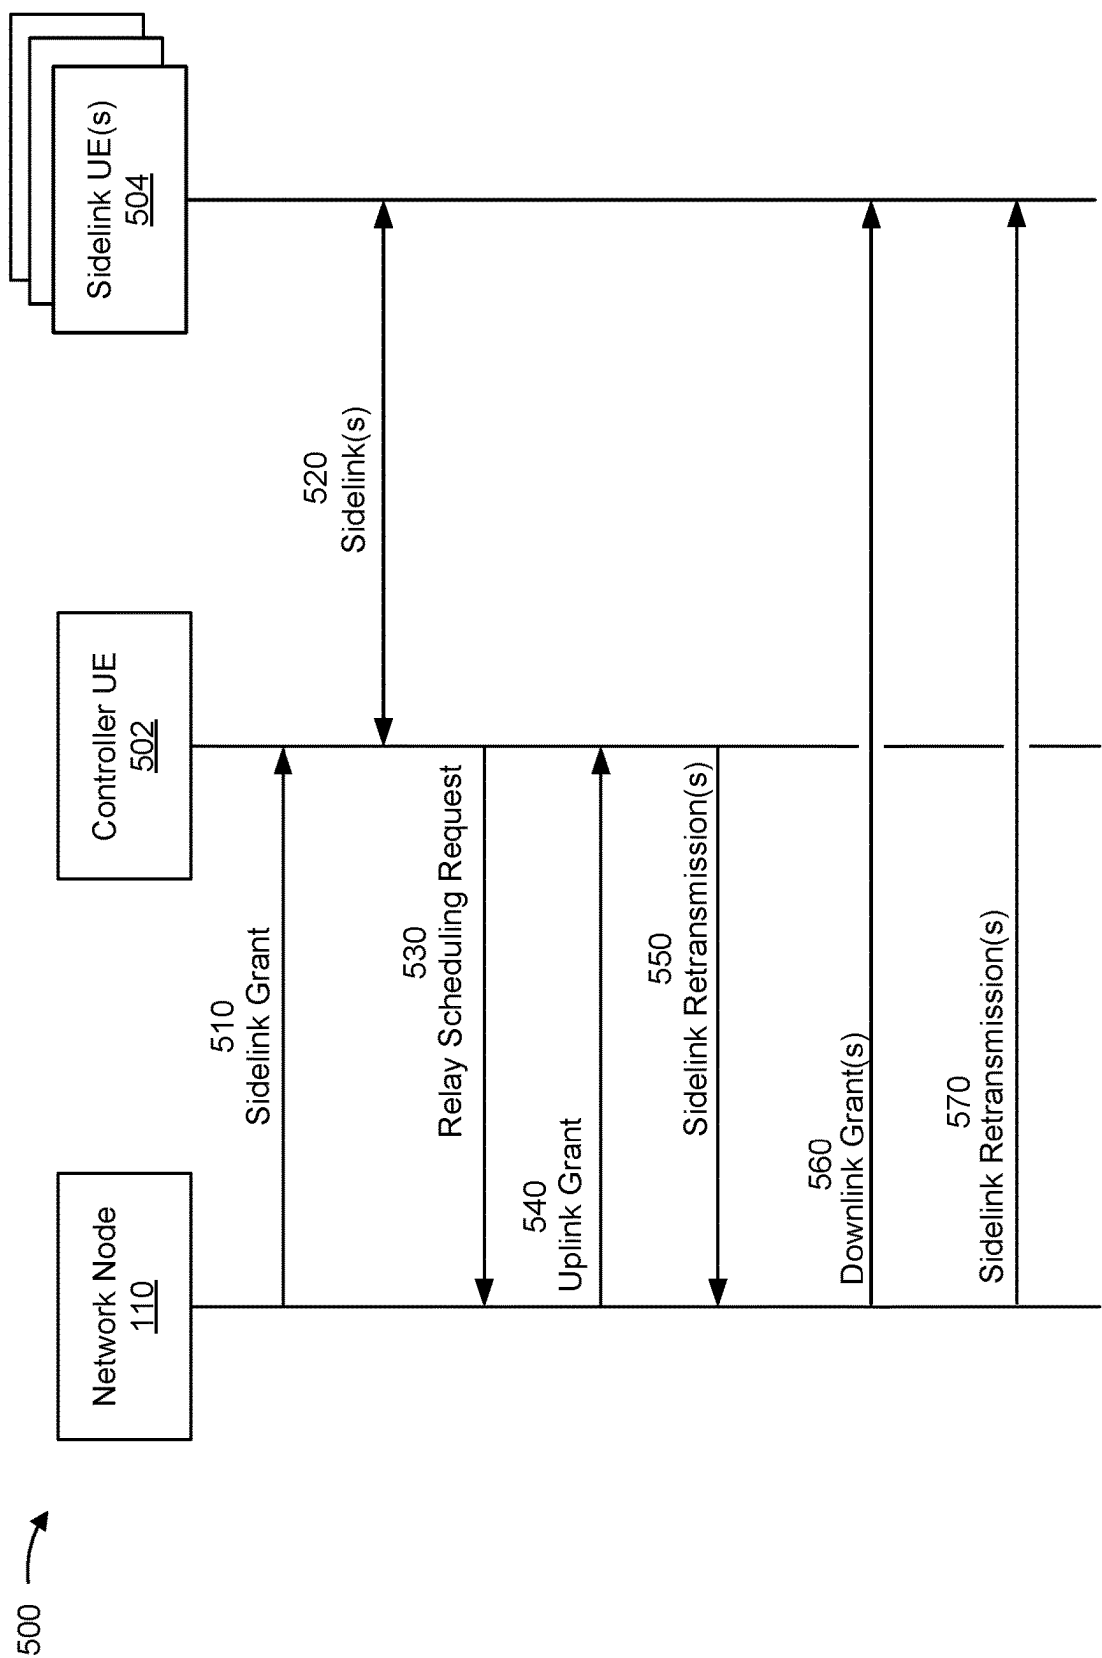 500
Network Node
110
Controller UE
502
Sidelink UE(s)
504
510
Sidelink Grant
520
Sidelink(s)
530
Relay Scheduling Request
540
Uplink Grant
550
Sidelink Retransmission(s)
560
Downlink Grant(s)
570
Sidelink Retransmission(s)